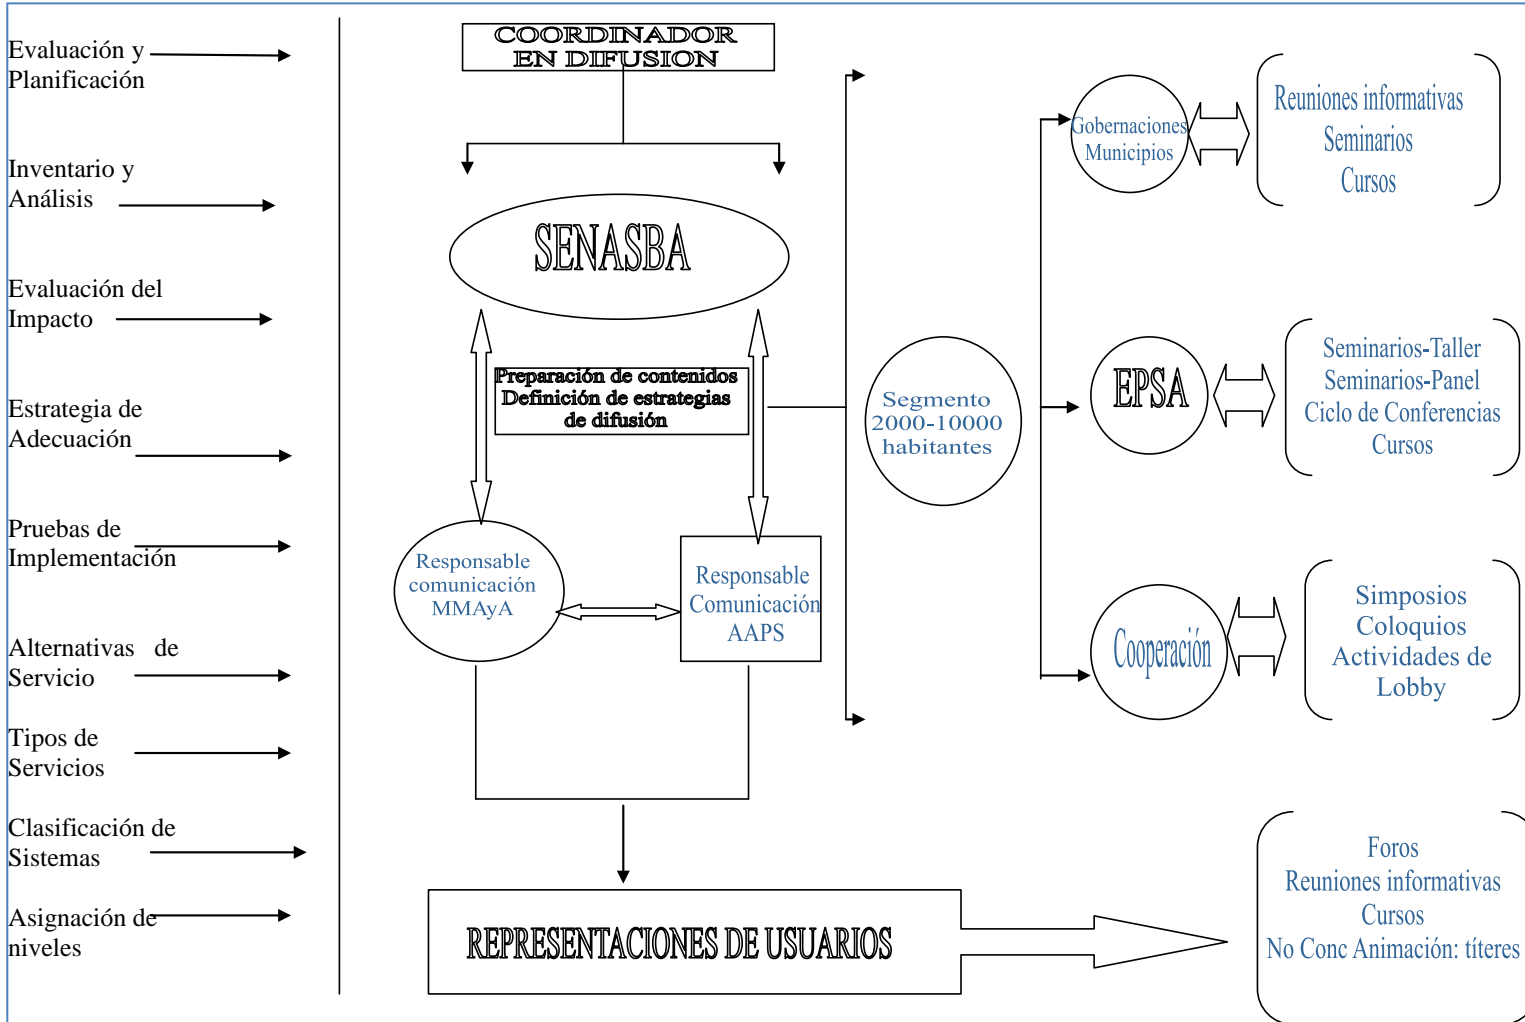 Evaluación y
Planificación
Inventario y
Análisis
Evaluación del
Impacto
Estrategia de
Adecuación
Pruebas de
Implementación
Alternativas de
Servicio
Tipos de
Servicios
Clasificación de
Sistemas
Asignación de
niveles
COORDINADOR
EN DIFUSION
SENASBA
Preparación de contenidos
Definición de estrategias
de difusión
Responsable
comunicación
MMAyA
Responsable
Comunicación
AAPS
REPRESENTACIONES DE USUARIOS
Segmento
2000-10000
habitantes
Gobernaciones
Municipios
Reuniones informativas
Seminarios
Cursos
EPSA
Seminarios-Taller
Seminarios-Panel
Ciclo de Conferencias
Cursos
Cooperación
Simposios
Coloquios
Actividades de
Lobby
Foros
Reuniones informativas
Cursos
No Conc Animación: títeres